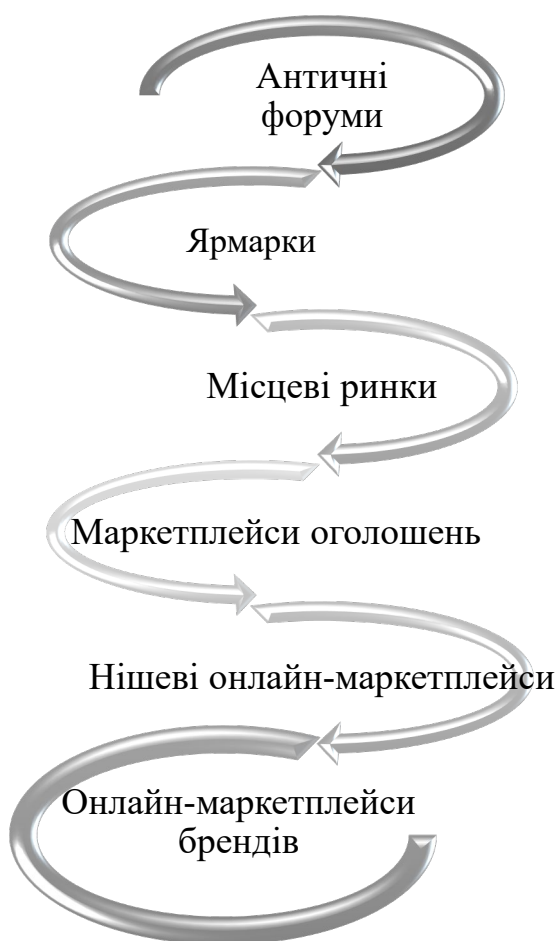 Античні
форуми
Ярмарки
Місцеві ринки
Маркетплейси оголошень
Нішеві онлайн-маркетплейси
Онлайн-маркетплейси
брендів